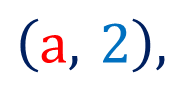 (a, 2),